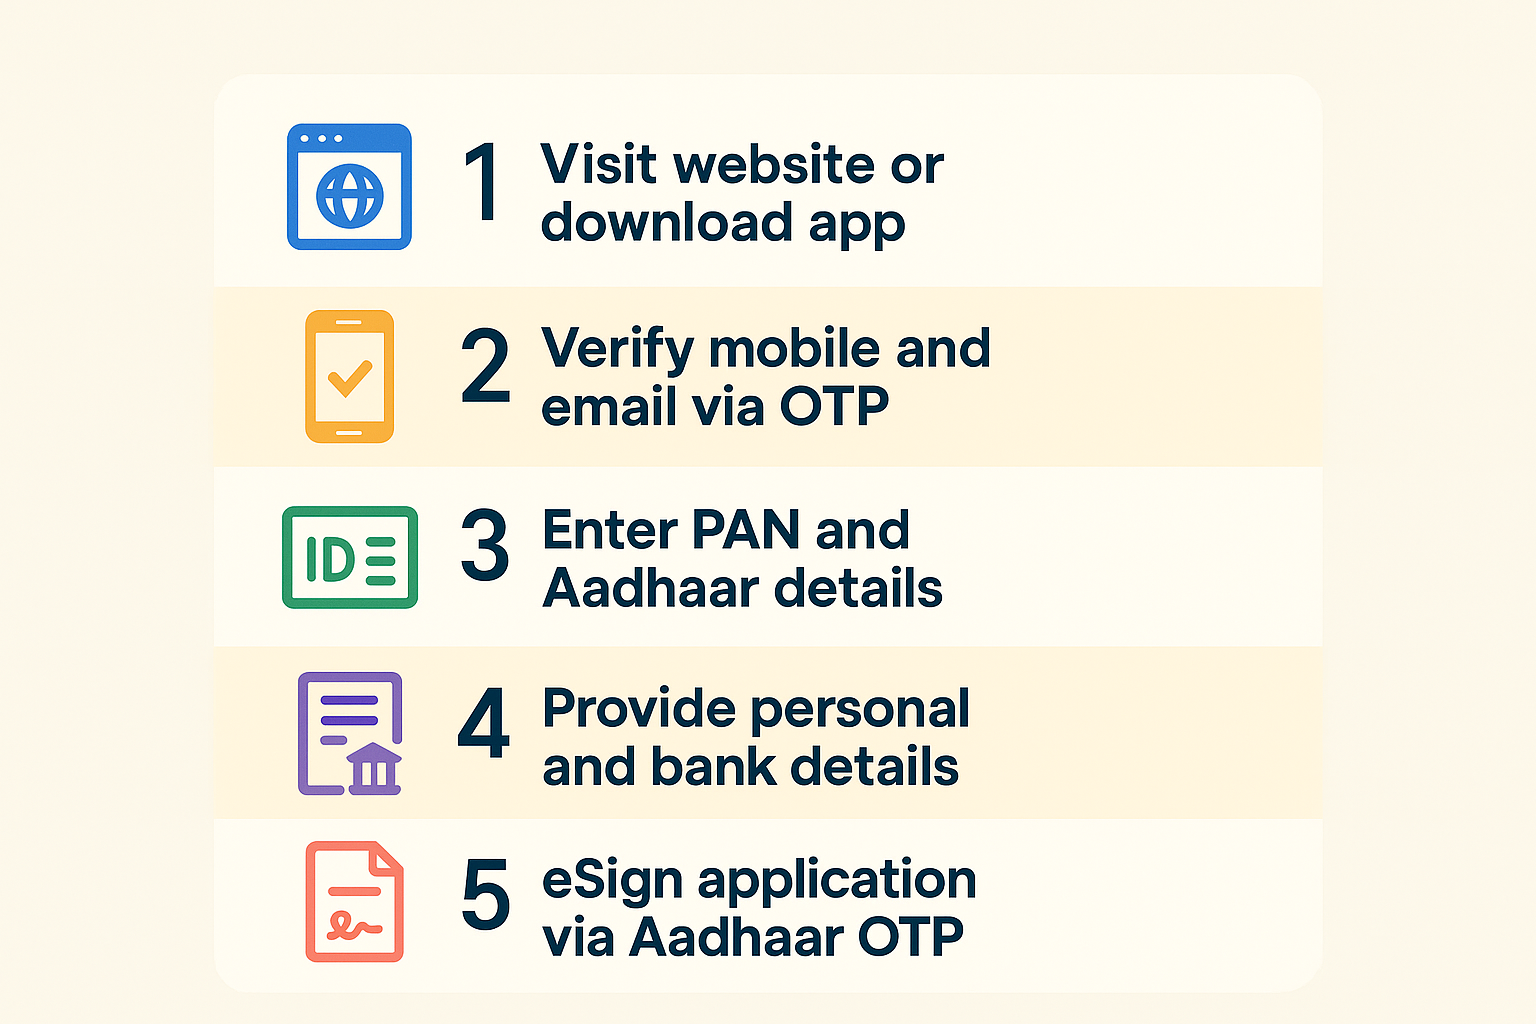 1 Visit website or
download app
2 Verify mobile and
email via OTP
ID
3 Enter PAN and
Aadhaar details
4 Provide personal
and bank details
5 eSign application
via Aadhaar OTP